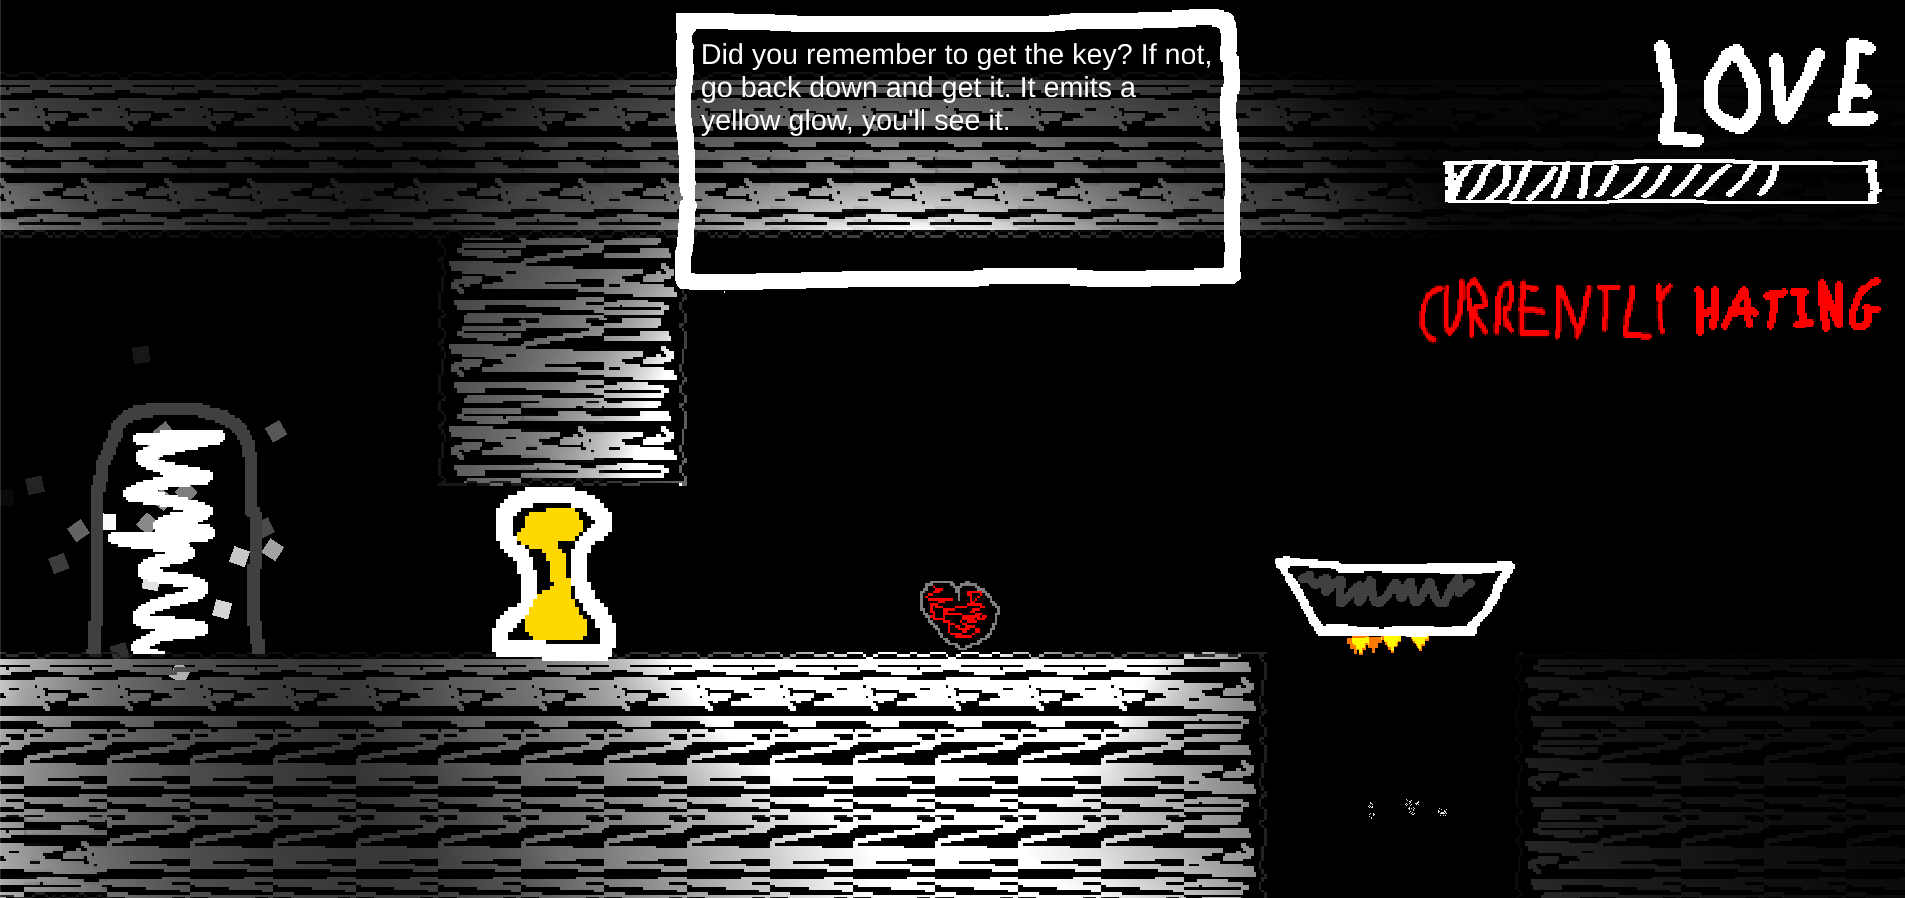 Did you remember to get the key? If not,
go back down and get it. It emits a
yellow glow, you'll see it.
LOVE
CURRENTLY HATING